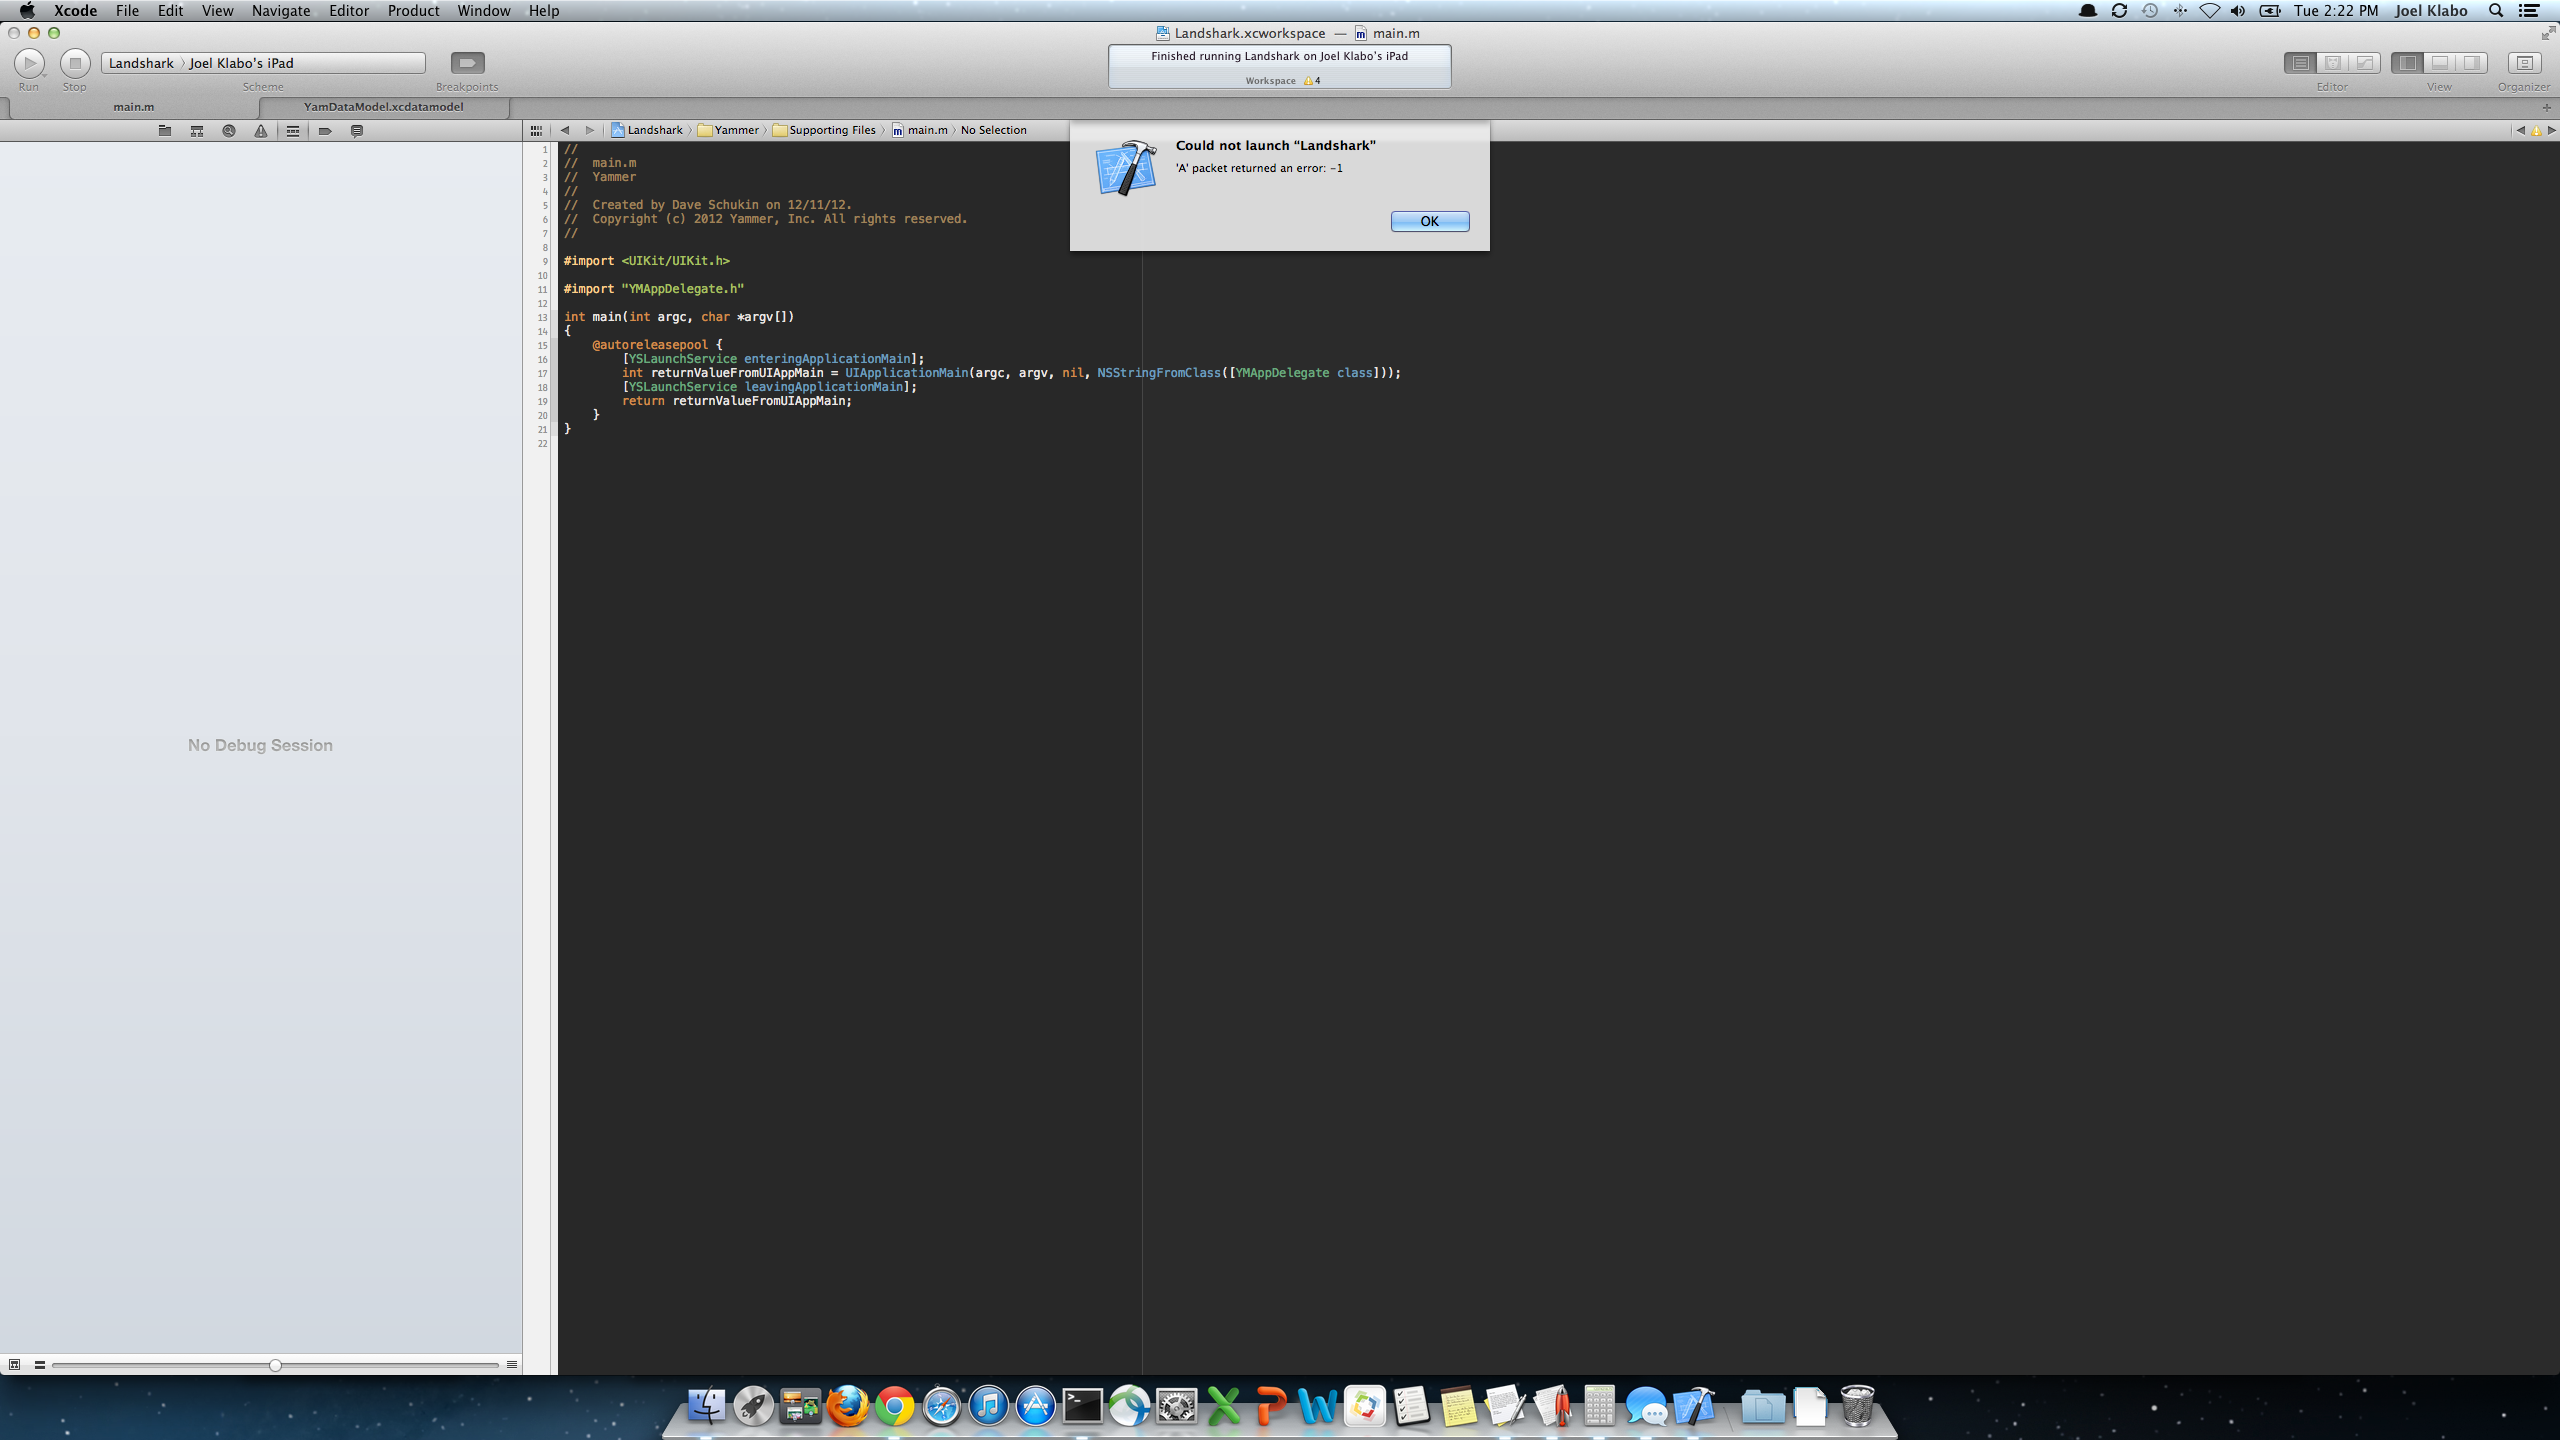 Xcode File Edit View Navigate Editor Product Window Help Tue 2:22 PM Joel Klabo
Landshark.xcworkspace — main.m
Landshark 〉Joel Klabo's iPad
Finished running Landshark on Joel Klabo's iPad
Workspace 4
Run Stop Scheme Breakpoints Editor View Organizer
main.m YamDataModel.xcdatamodel
Landshark 〉 Yammer 〉 Supporting Files 〉 main.m 〉 No Selection
Could not launch “Landshark”
'A' packet returned an error: -1
OK
1 //
2 //  main.m
3 //  Yammer
4 //
5 //  Created by Dave Schukin on 12/11/12.
6 //  Copyright (c) 2012 Yammer, Inc. All rights reserved.
7 //
8
9 #import <UIKit/UIKit.h>
10
11 #import "YMAppDelegate.h"
12
13 int main(int argc, char *argv[])
14 {
15     @autoreleasepool {
16         [YSLaunchService enteringApplicationMain];
17         int returnValueFromUIAppMain = UIApplicationMain(argc, argv, nil, NSStringFromClass([YMAppDelegate class]));
18         [YSLaunchService leavingApplicationMain];
19         return returnValueFromUIAppMain;
20     }
21 }
22
No Debug Session